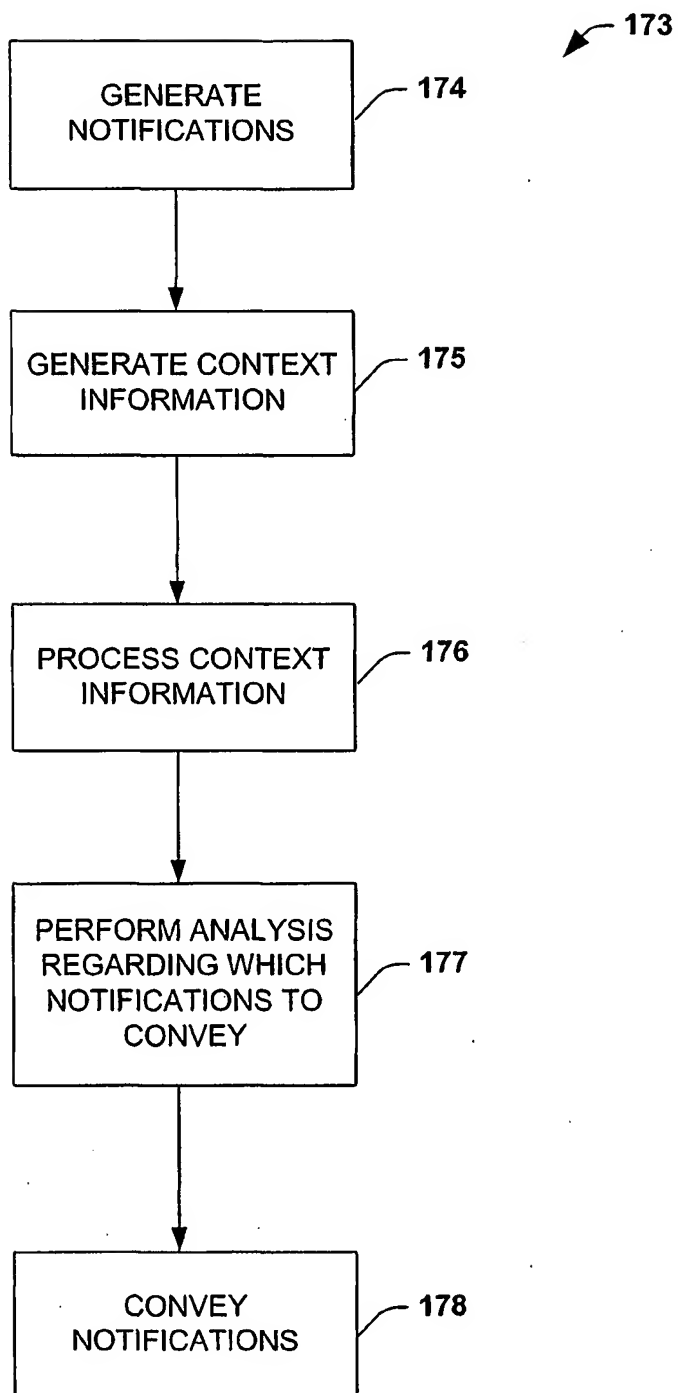 173
GENERATE
NOTIFICATIONS
174
GENERATE CONTEXT
INFORMATION
175
PROCESS CONTEXT
INFORMATION
176
PERFORM ANALYSIS
REGARDING WHICH
NOTIFICATIONS TO
CONVEY
177
CONVEY
NOTIFICATIONS
178